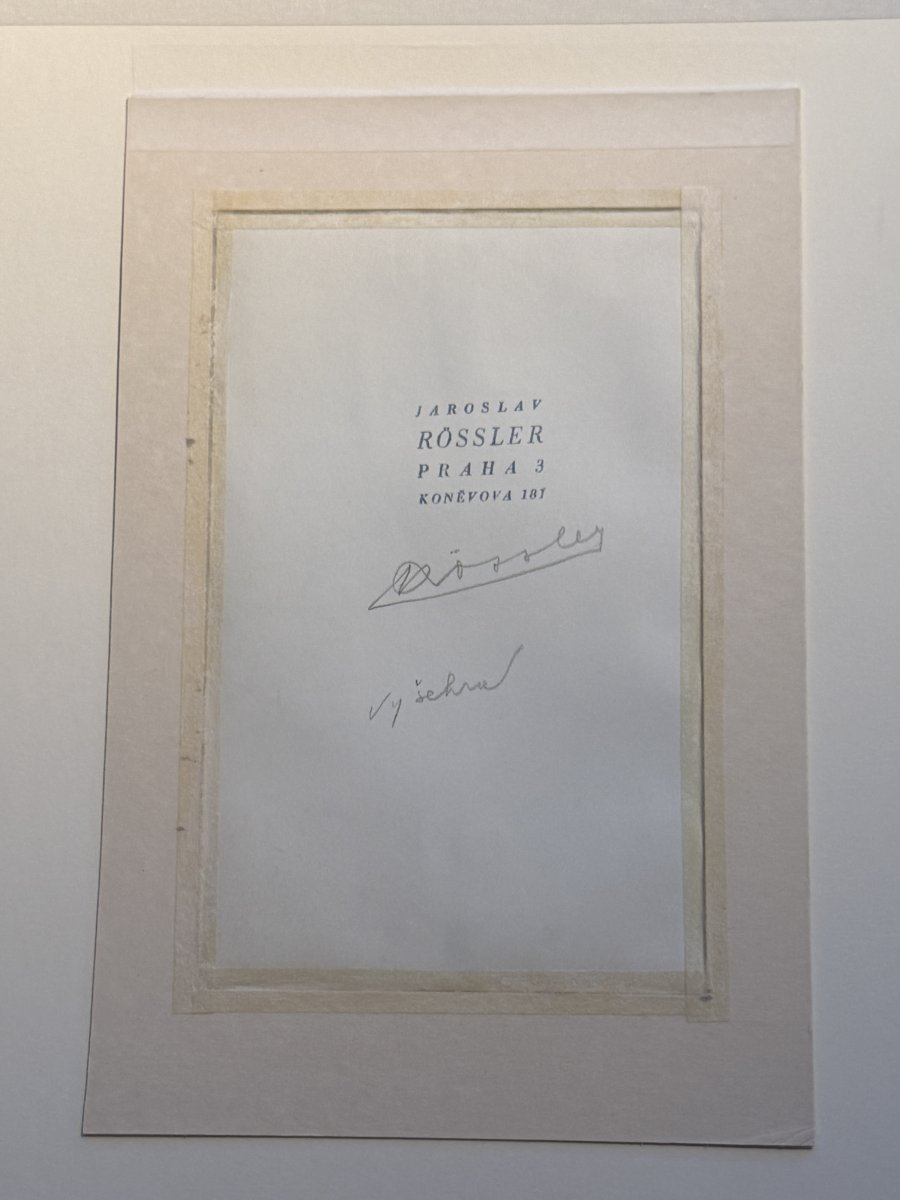 JAROSLAV
RÖSSLER
PRAHA 3
KONĚVOVA 181
Rössler
Vyšehrad